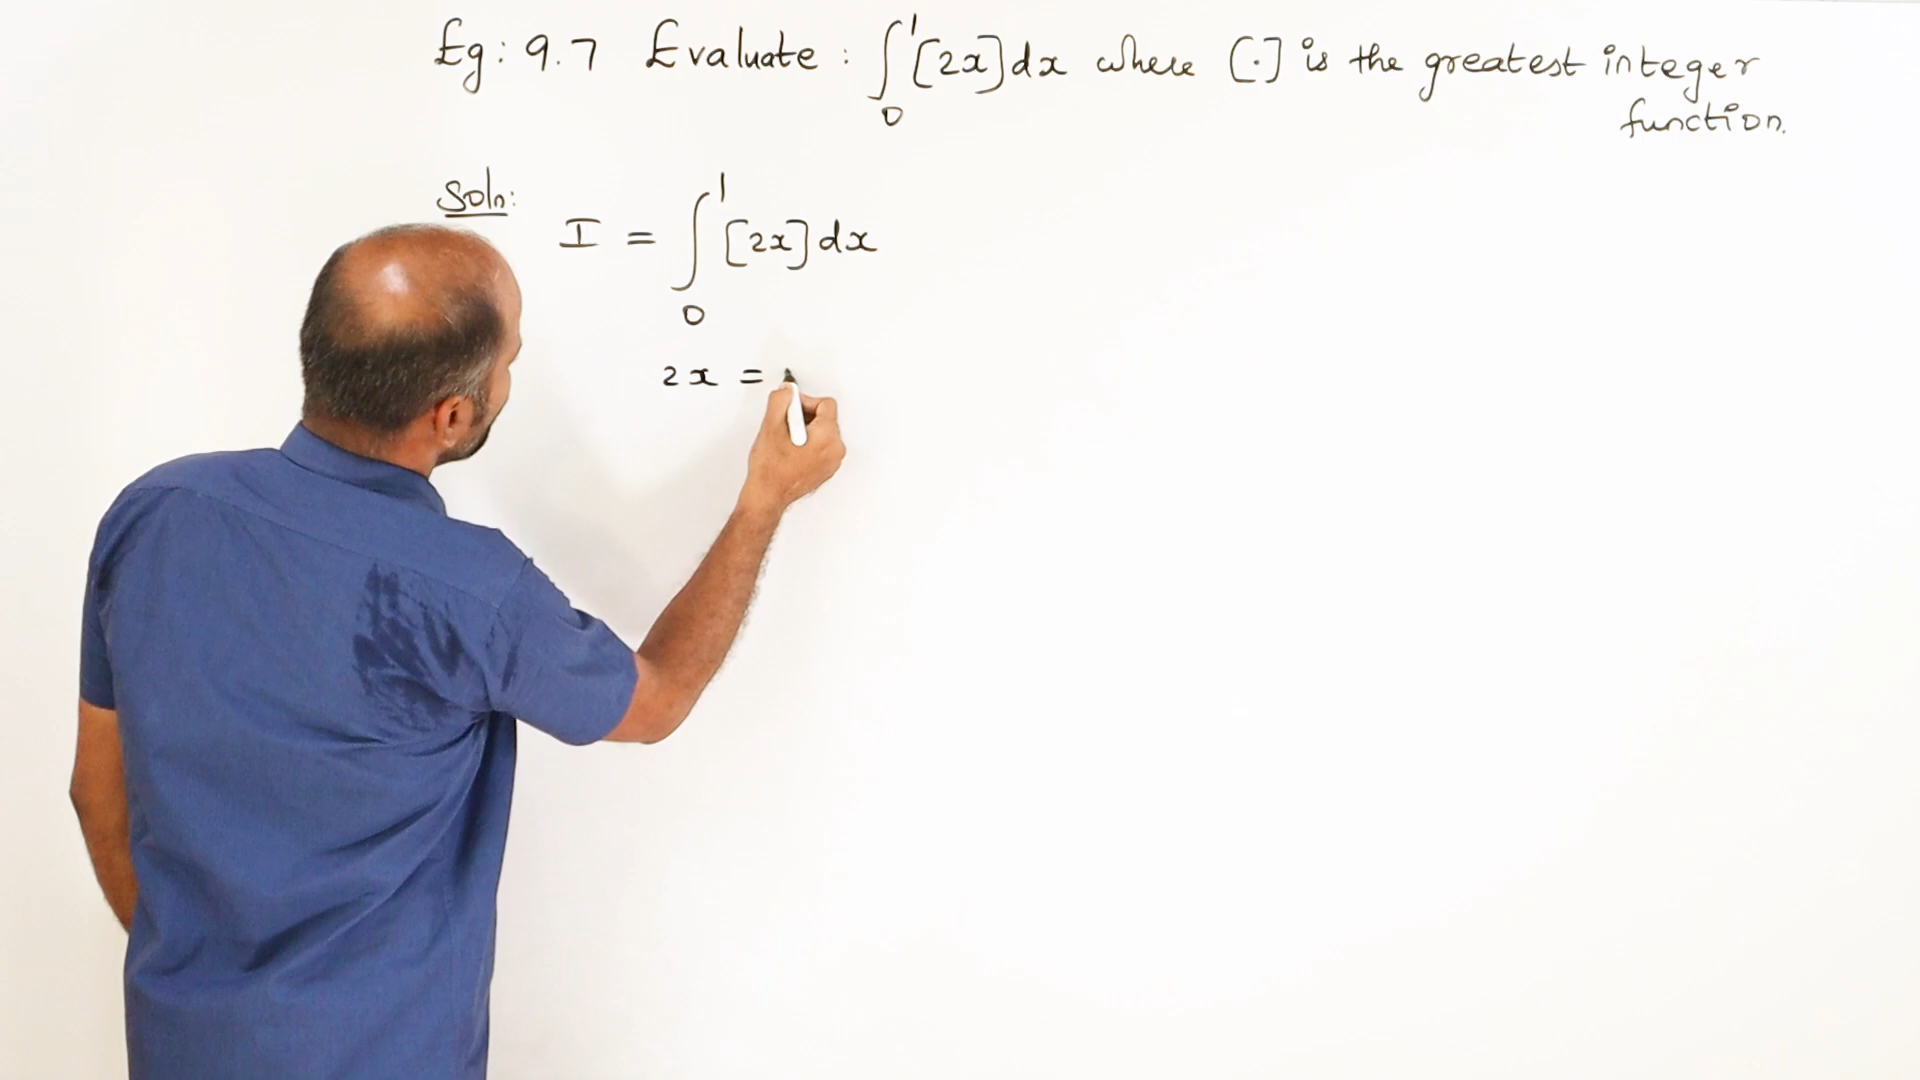 Eg: 9.7 Evaluate: ∫₀¹ [2x] dx where [.] is the greatest integer
function.
Soln:
I = ∫₀¹ [2x] dx
2x =